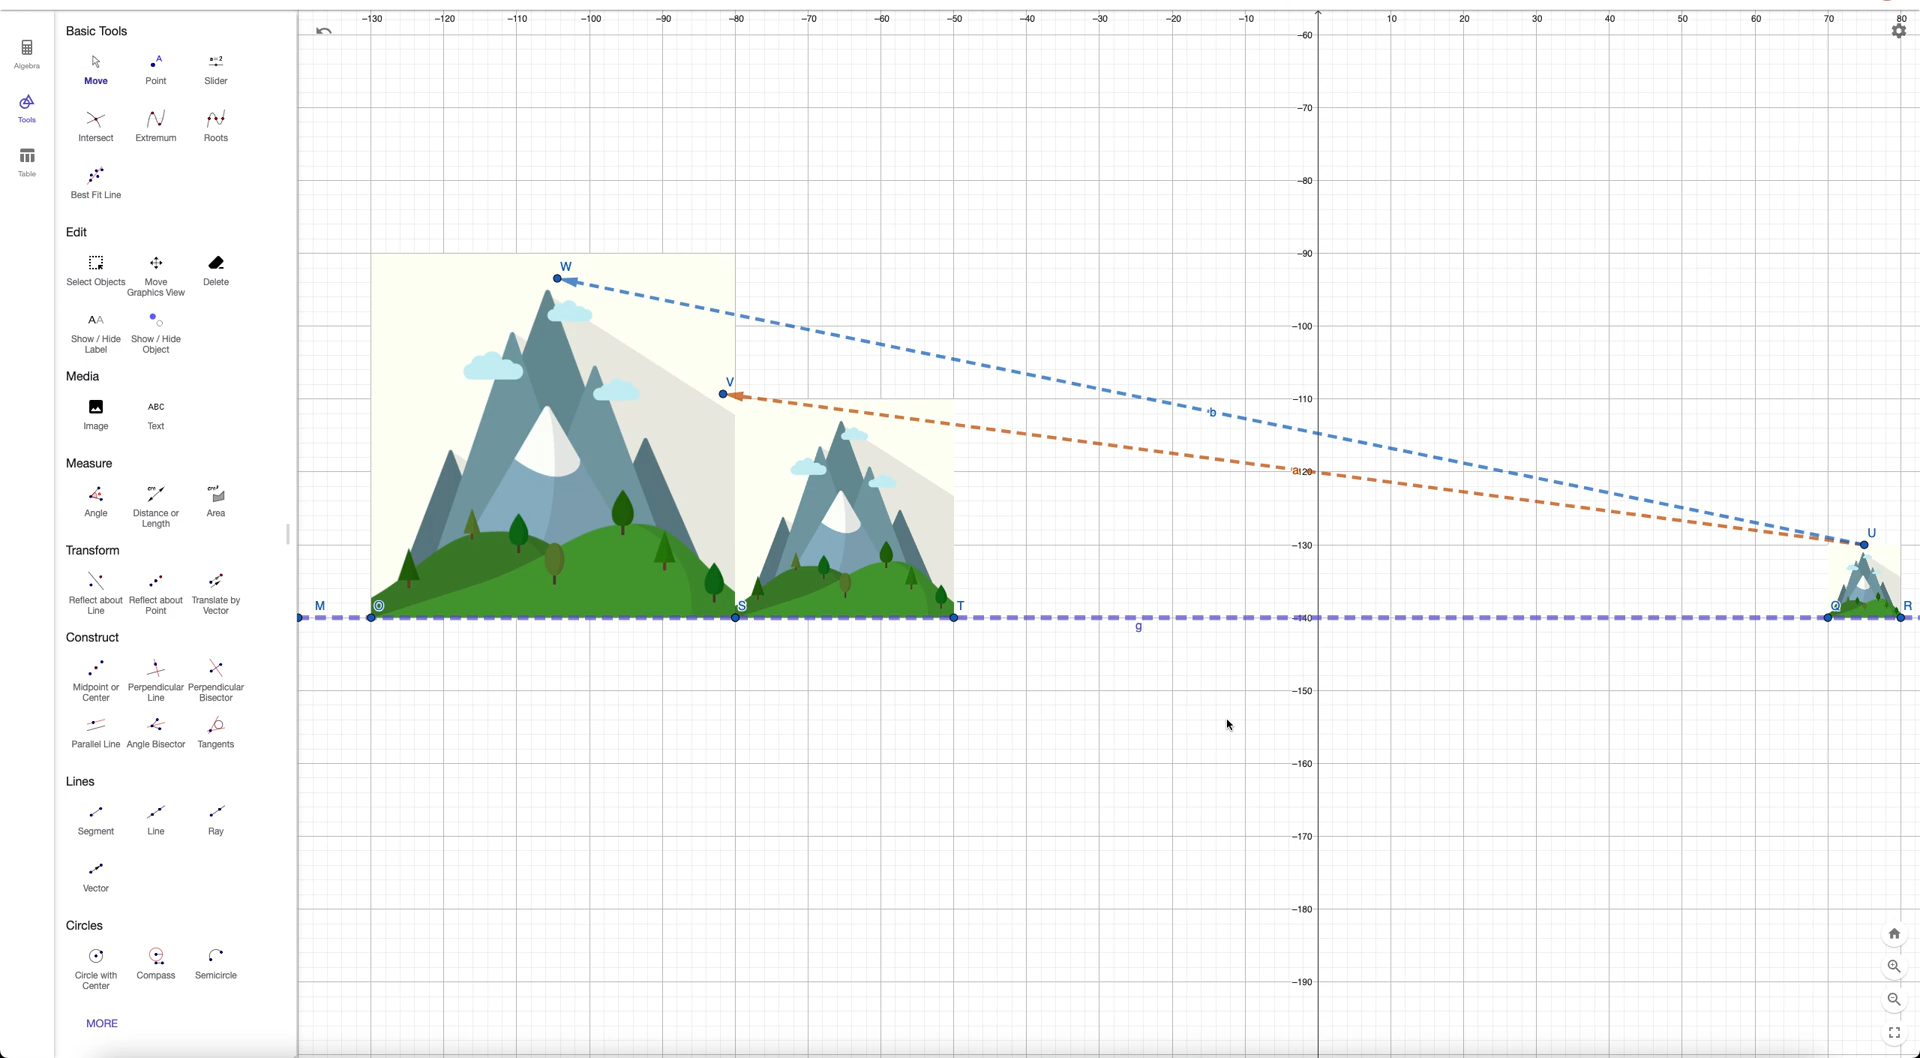 −130 −120 −110 −100 −90 −80 −70 −60 −50 −40 −30 −20 −10 10 20 30 40 50 60 70 80
Algebra
Tools
Table
Basic Tools
Move
A
Point
a=2
Slider
Intersect
Extremum
Roots
Best Fit Line
Edit
Select Objects
Move
Graphics View
Delete
AA
Show / Hide
Label
Show / Hide
Object
Media
Image
ABC
Text
Measure
Angle
cm
Distance or
Length
cm²
Area
Transform
Reflect about
Line
Reflect about
Point
Translate by
Vector
Construct
Midpoint or
Center
Perpendicular
Line
Perpendicular
Bisector
Parallel Line
Angle Bisector
Tangents
Lines
Segment
Line
Ray
Vector
Circles
Circle with
Center
Compass
Semicircle
MORE
−60
−70
−80
−90
W
−100
V
−110
b
a
−120
U
−130
M O S T Q R
−140
g
−150
−160
−170
−180
−190